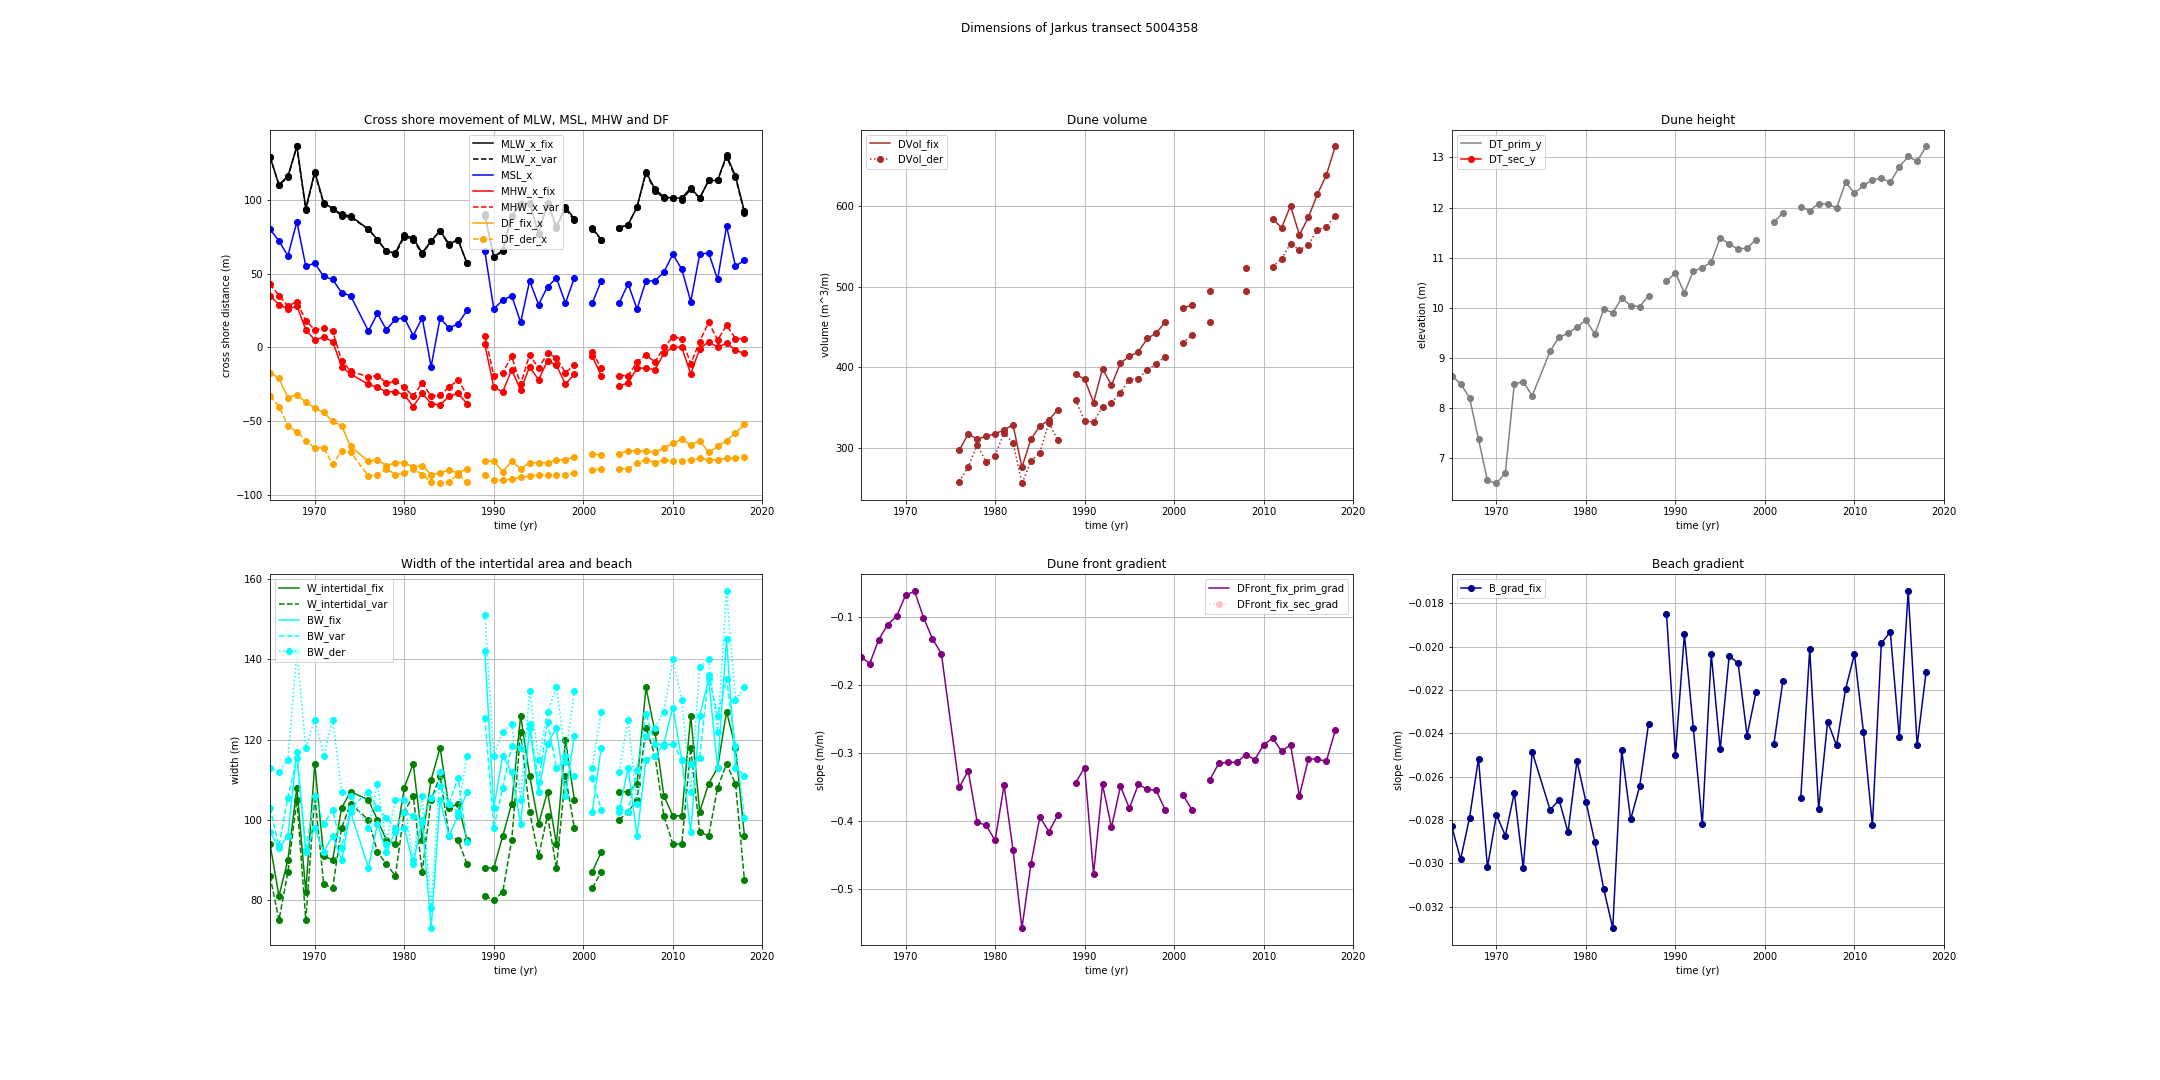 Dimensions of Jarkus transect 5004358
Cross shore movement of MLW, MSL, MHW and DF
MLW_x_fix
MLW_x_var
MSL_x
MHW_x_fix
MHW_x_var
DF_fix_x
DF_der_x
cross shore distance (m)
100
50
0
−50
−100
1970 1980 1990 2000 2010 2020
time (yr)
Dune volume
DVol_fix
DVol_der
volume (m^3/m)
600
500
400
300
1970 1980 1990 2000 2010 2020
time (yr)
Dune height
DT_prim_y
DT_sec_y
elevation (m)
13
12
11
10
9
8
7
1970 1980 1990 2000 2010 2020
time (yr)
Width of the intertidal area and beach
W_intertidal_fix
W_intertidal_var
BW_fix
BW_var
BW_der
width (m)
160
140
120
100
80
1970 1980 1990 2000 2010 2020
time (yr)
Dune front gradient
DFront_fix_prim_grad
DFront_fix_sec_grad
slope (m/m)
−0.1
−0.2
−0.3
−0.4
−0.5
1970 1980 1990 2000 2010 2020
time (yr)
Beach gradient
B_grad_fix
slope (m/m)
−0.018
−0.020
−0.022
−0.024
−0.026
−0.028
−0.030
−0.032
1970 1980 1990 2000 2010 2020
time (yr)